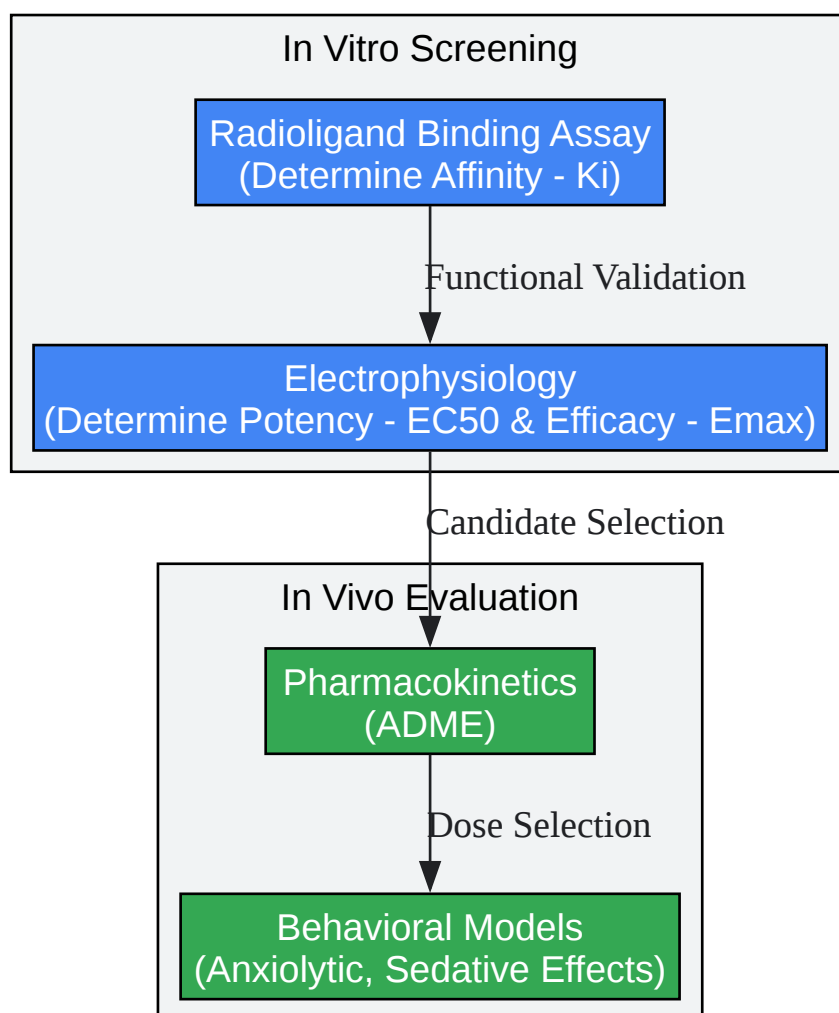 In Vitro Screening
Radioligand Binding Assay
(Determine Affinity - Ki)
Functional Validation
Electrophysiology
(Determine Potency - EC50 & Efficacy - Emax)
Candidate Selection
In Vivo Evaluation
Pharmacokinetics
(ADME)
Dose Selection
Behavioral Models
(Anxiolytic, Sedative Effects)